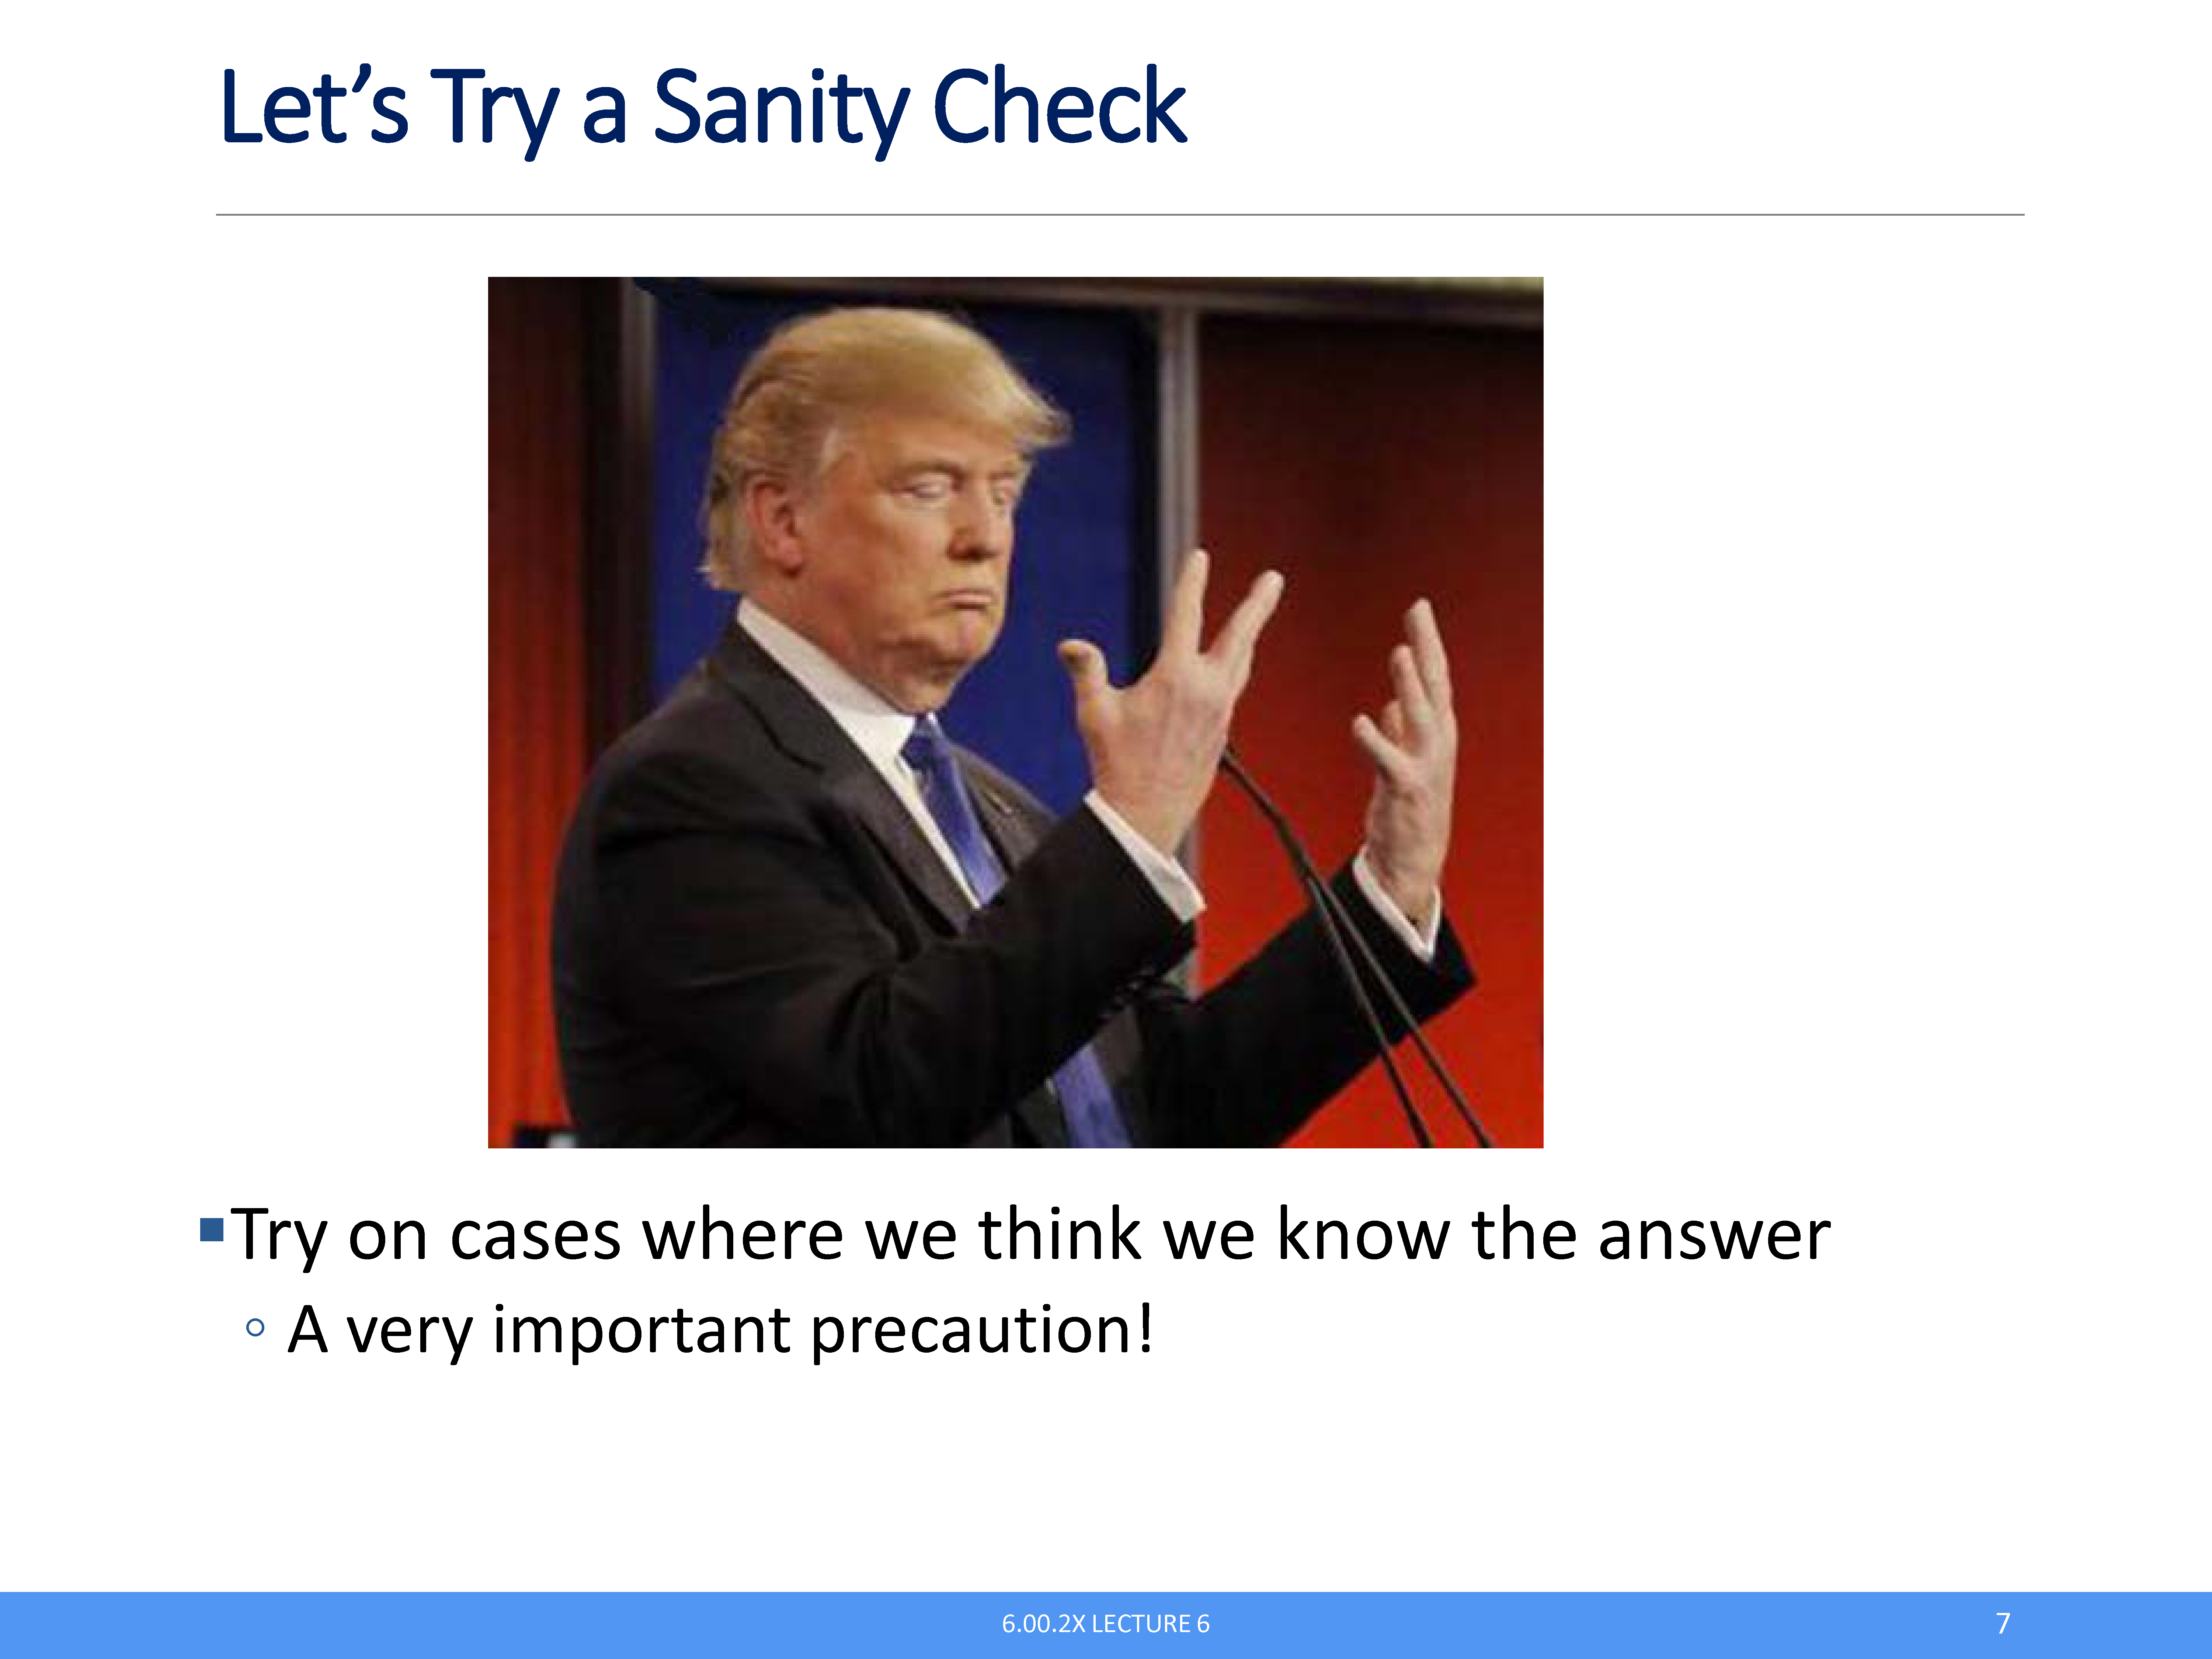 Let’s Try a Sanity Check
▪Try on cases where we think we know the answer
◦ A very important precaution!
6.00.2X LECTURE 6
7